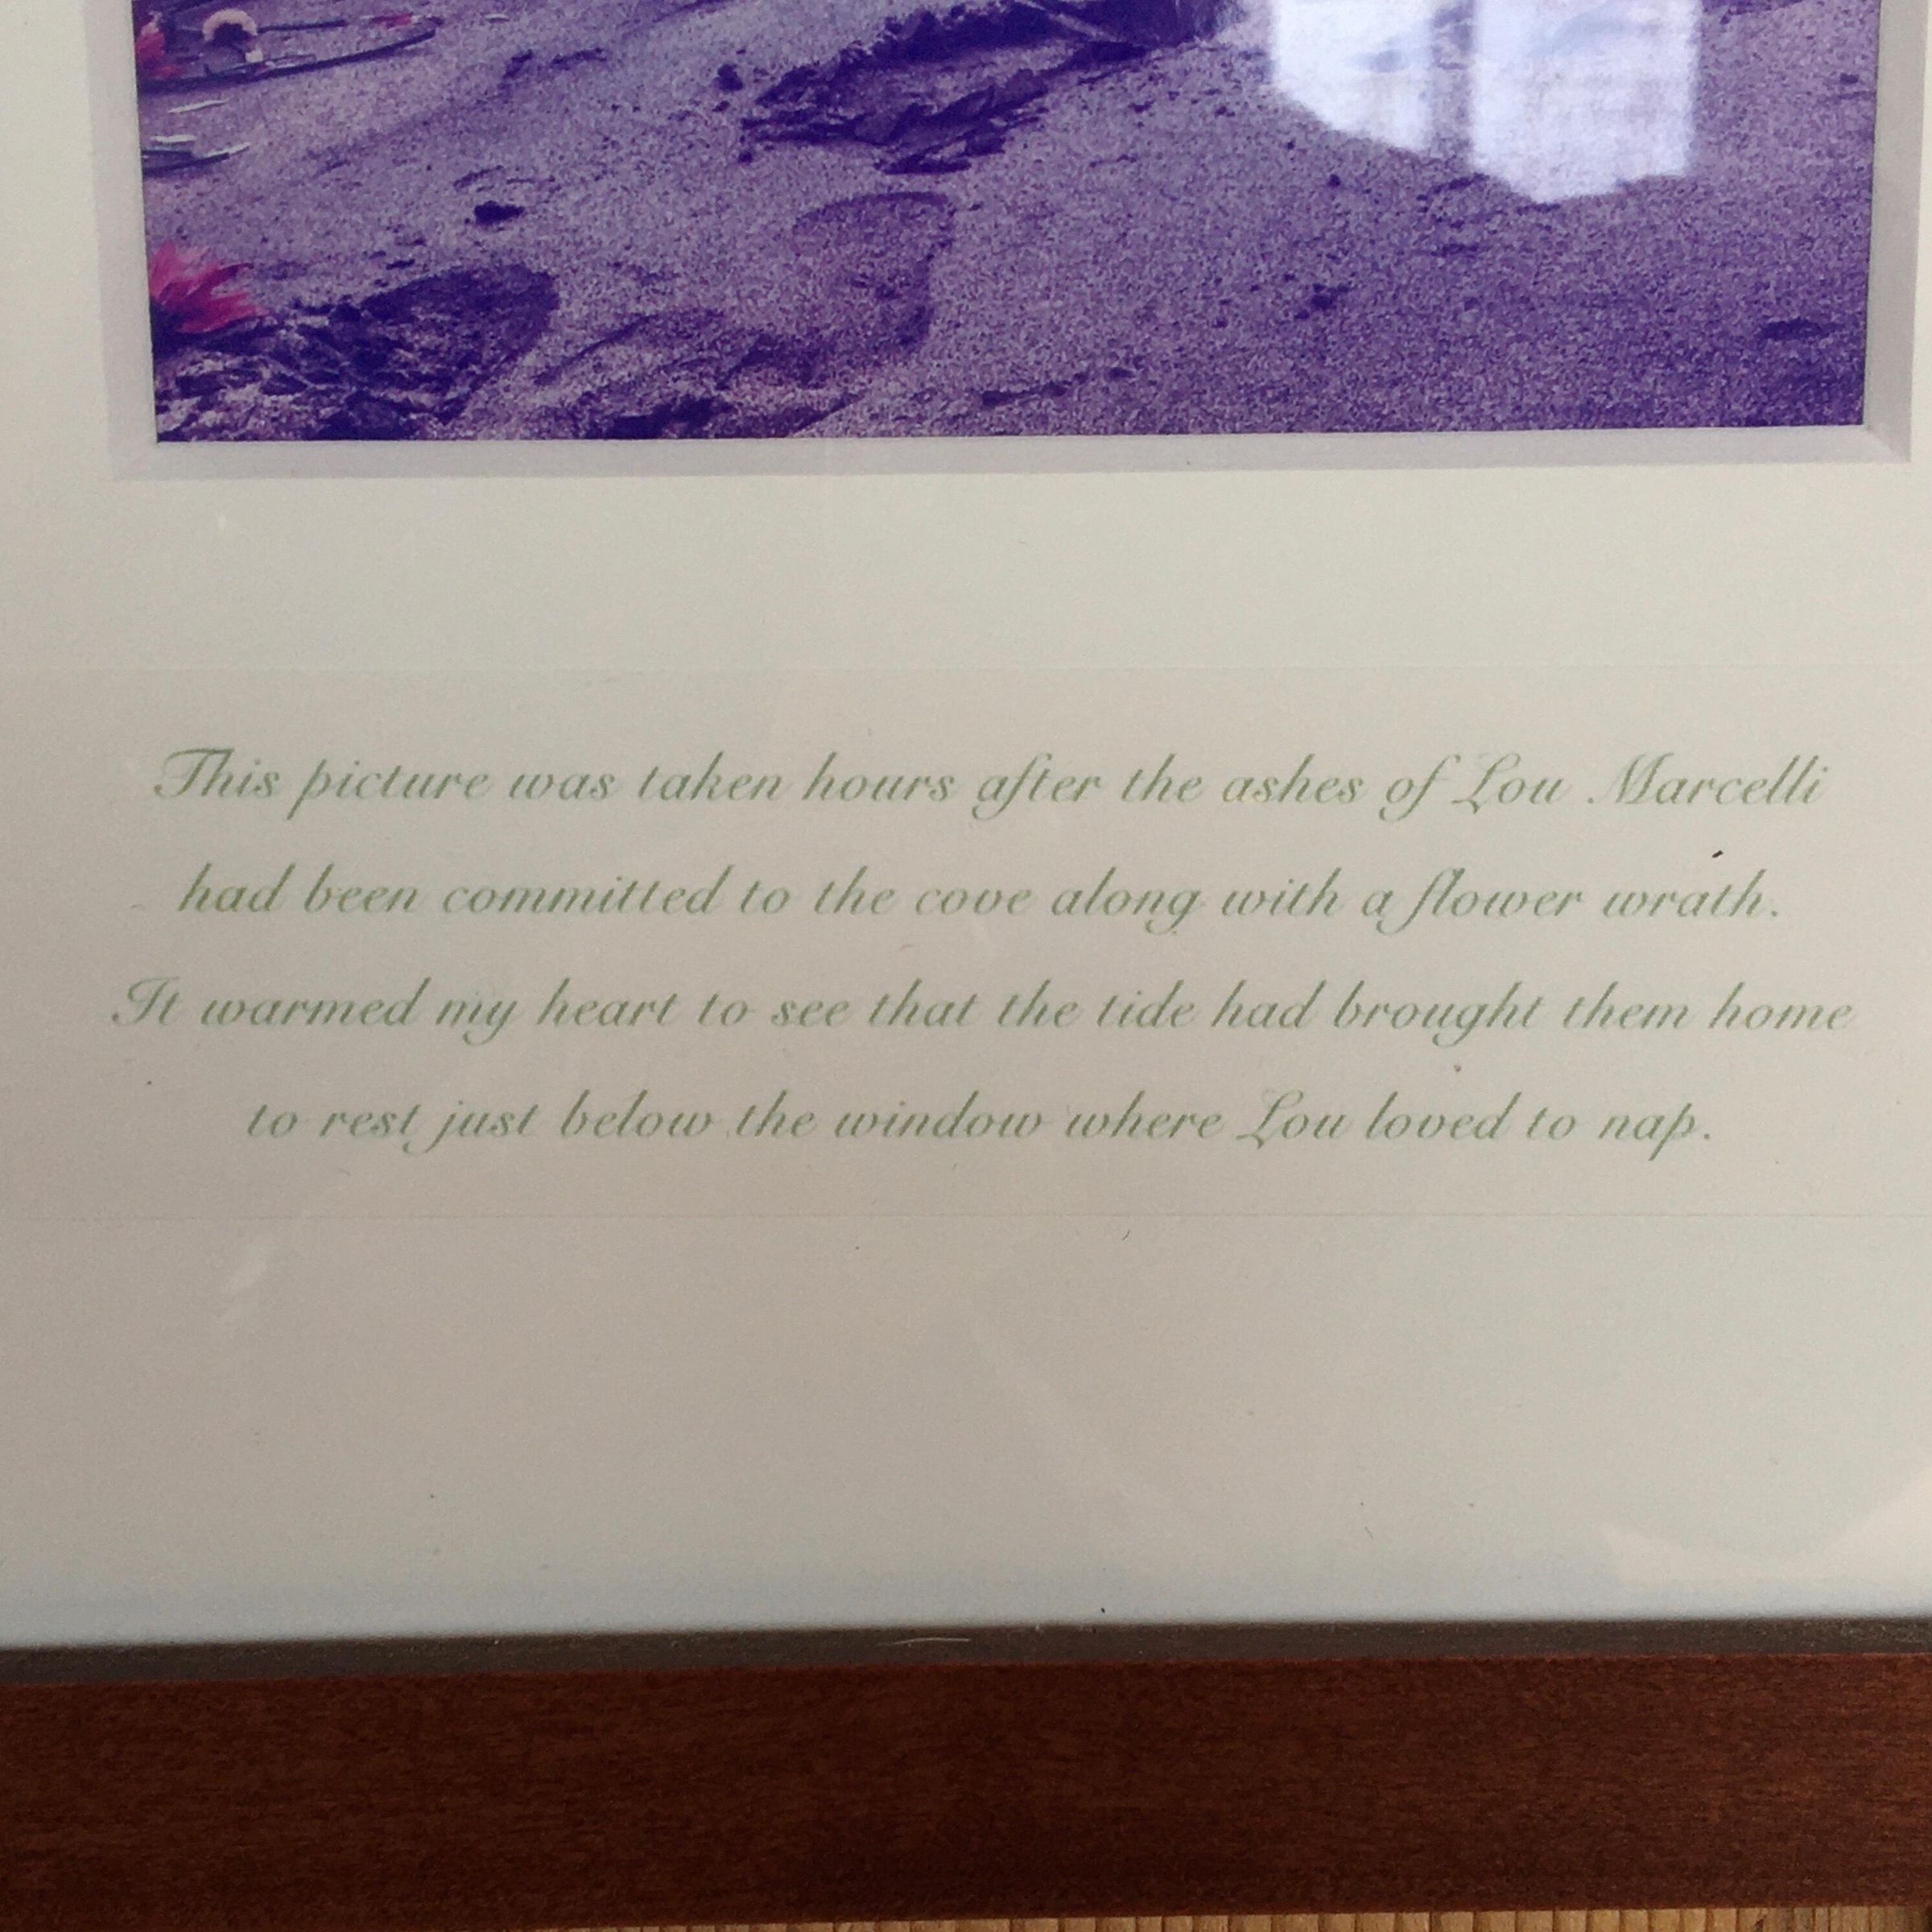 This picture was taken hours after the ashes of Lou Marcelli
had been committed to the cove along with a flower wrath.
It warmed my heart to see that the tide had brought them home
to rest just below the window where Lou loved to nap.